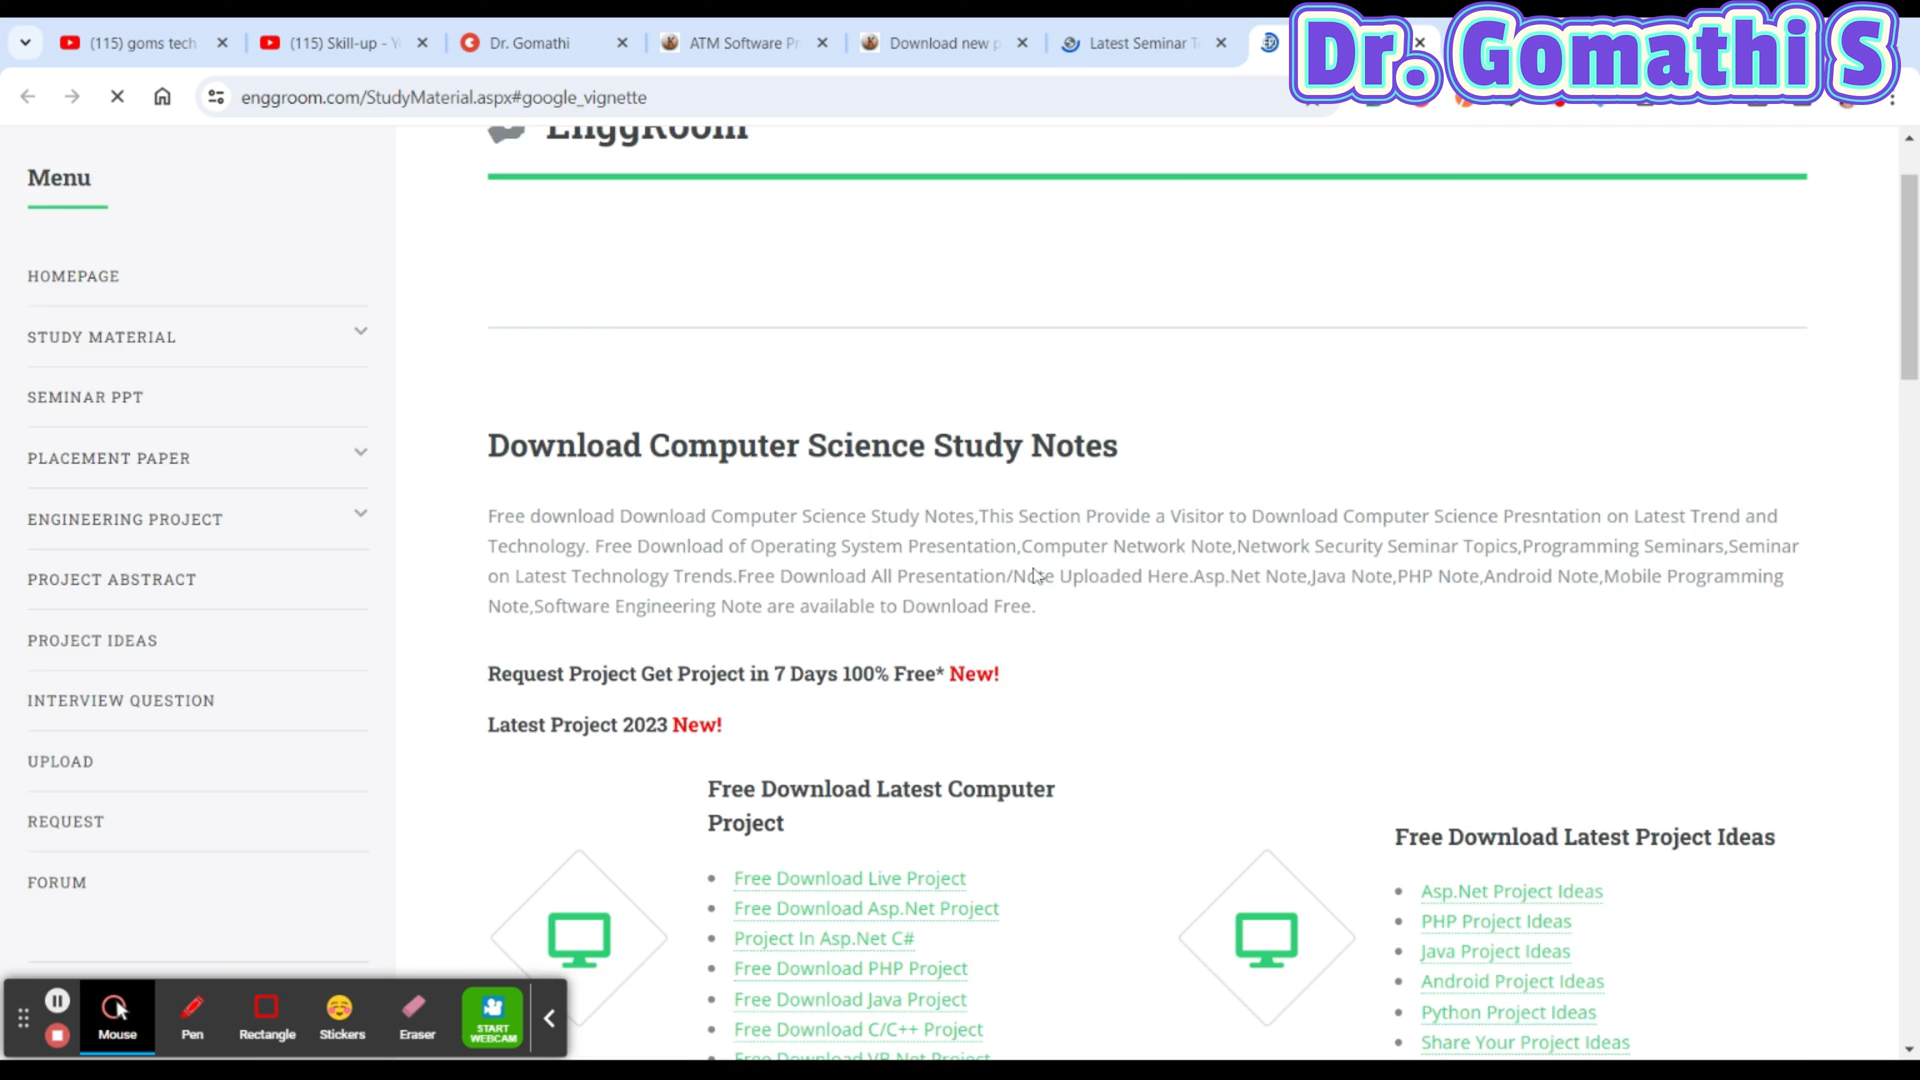 (115) goms tech
(115) Skill-up - Y
Dr. Gomathi
ATM Software Pr
Download new p
Latest Seminar T
Dr. Gomathi S
enggroom.com/StudyMaterial.aspx#google_vignette
EnggRoom
Menu
HOMEPAGE
STUDY MATERIAL
SEMINAR PPT
PLACEMENT PAPER
ENGINEERING PROJECT
PROJECT ABSTRACT
PROJECT IDEAS
INTERVIEW QUESTION
UPLOAD
REQUEST
FORUM
Download Computer Science Study Notes
Free download Download Computer Science Study Notes,This Section Provide a Visitor to Download Computer Science Presntation on Latest Trend and
Technology. Free Download of Operating System Presentation,Computer Network Note,Network Security Seminar Topics,Programming Seminars,Seminar
on Latest Technology Trends.Free Download All Presentation/Note Uploaded Here.Asp.Net Note,Java Note,PHP Note,Android Note,Mobile Programming
Note,Software Engineering Note are available to Download Free.
Request Project Get Project in 7 Days 100% Free* New!
Latest Project 2023 New!
Free Download Latest Computer
Project
Free Download Live Project
Free Download Asp.Net Project
Project In Asp.Net C#
Free Download PHP Project
Free Download Java Project
Free Download C/C++ Project
Free Download VB.Net Project
Free Download Latest Project Ideas
Asp.Net Project Ideas
PHP Project Ideas
Java Project Ideas
Android Project Ideas
Python Project Ideas
Share Your Project Ideas
Mouse
Pen
Rectangle
Stickers
Eraser
START
WEBCAM